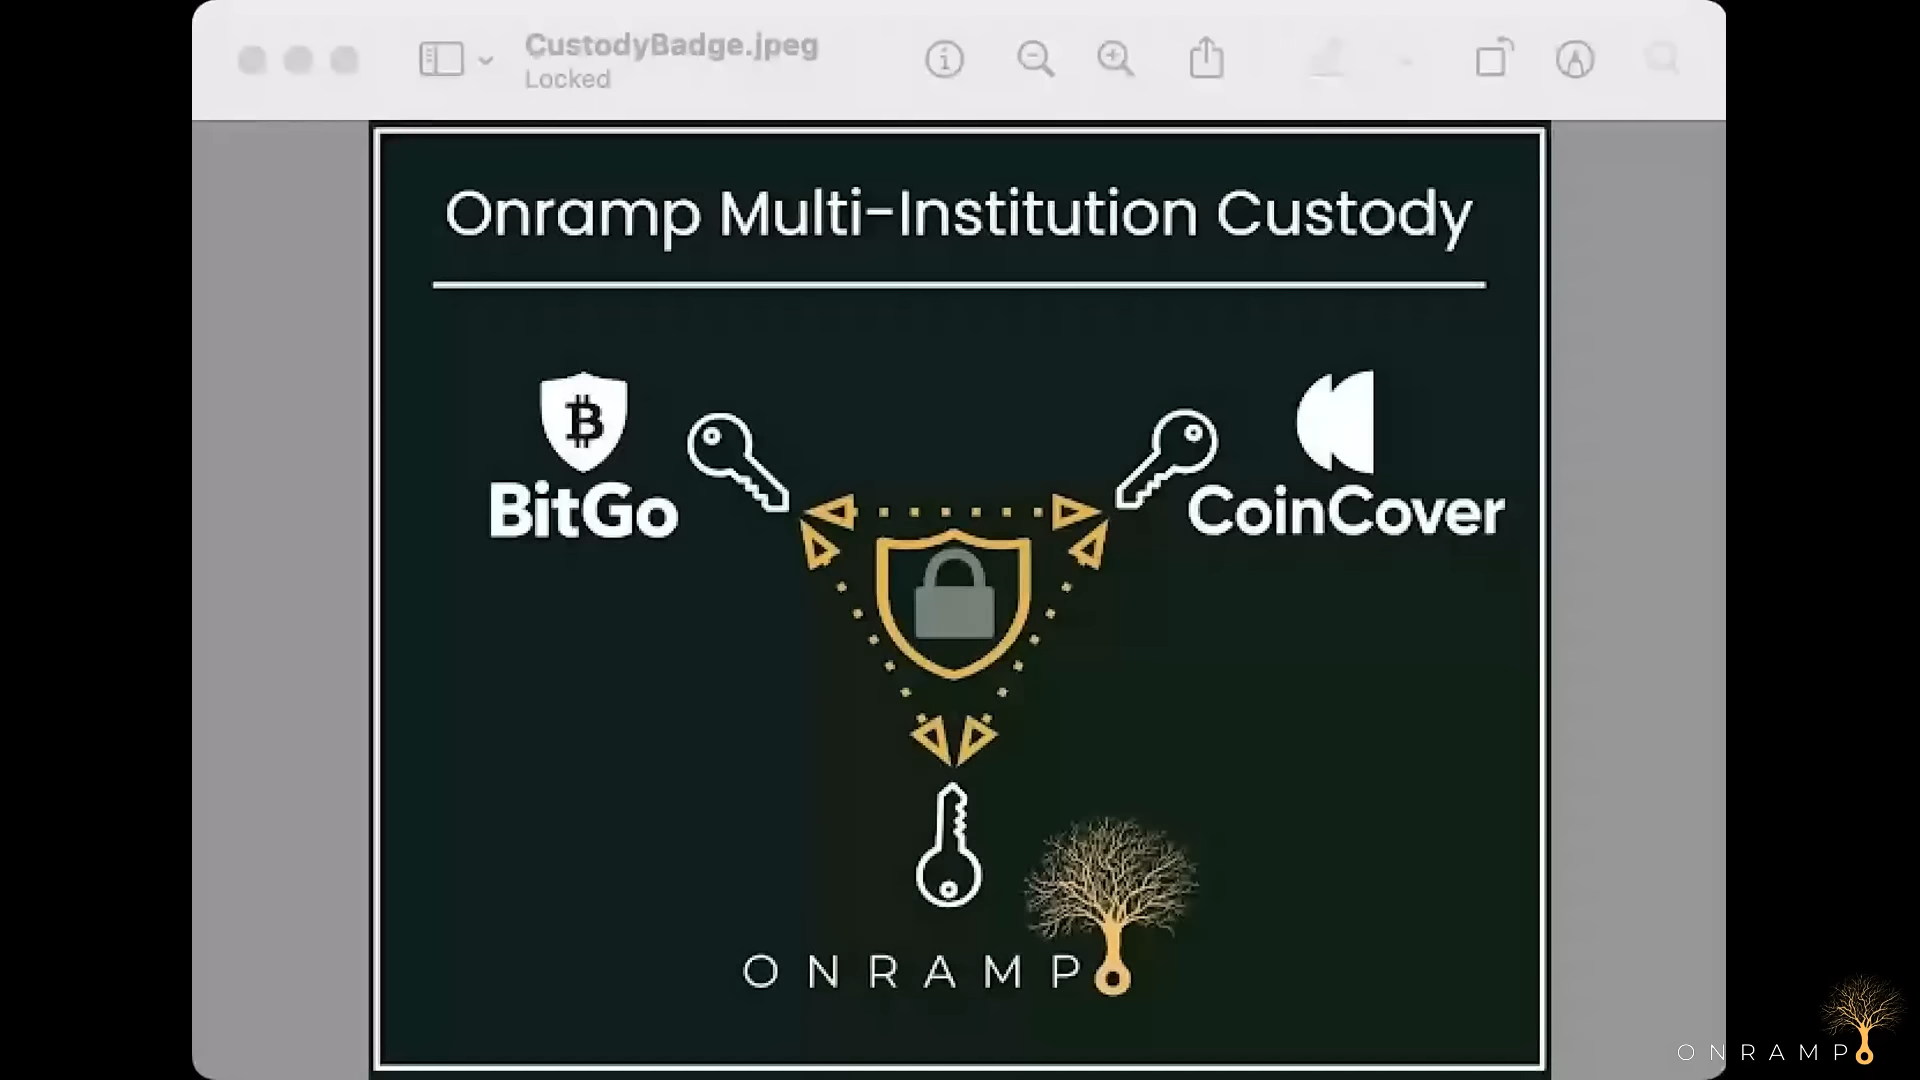 CustodyBadge.jpeg
Locked
Onramp Multi-Institution Custody
BitGo
CoinCover
ONRAMP
ONRAMP